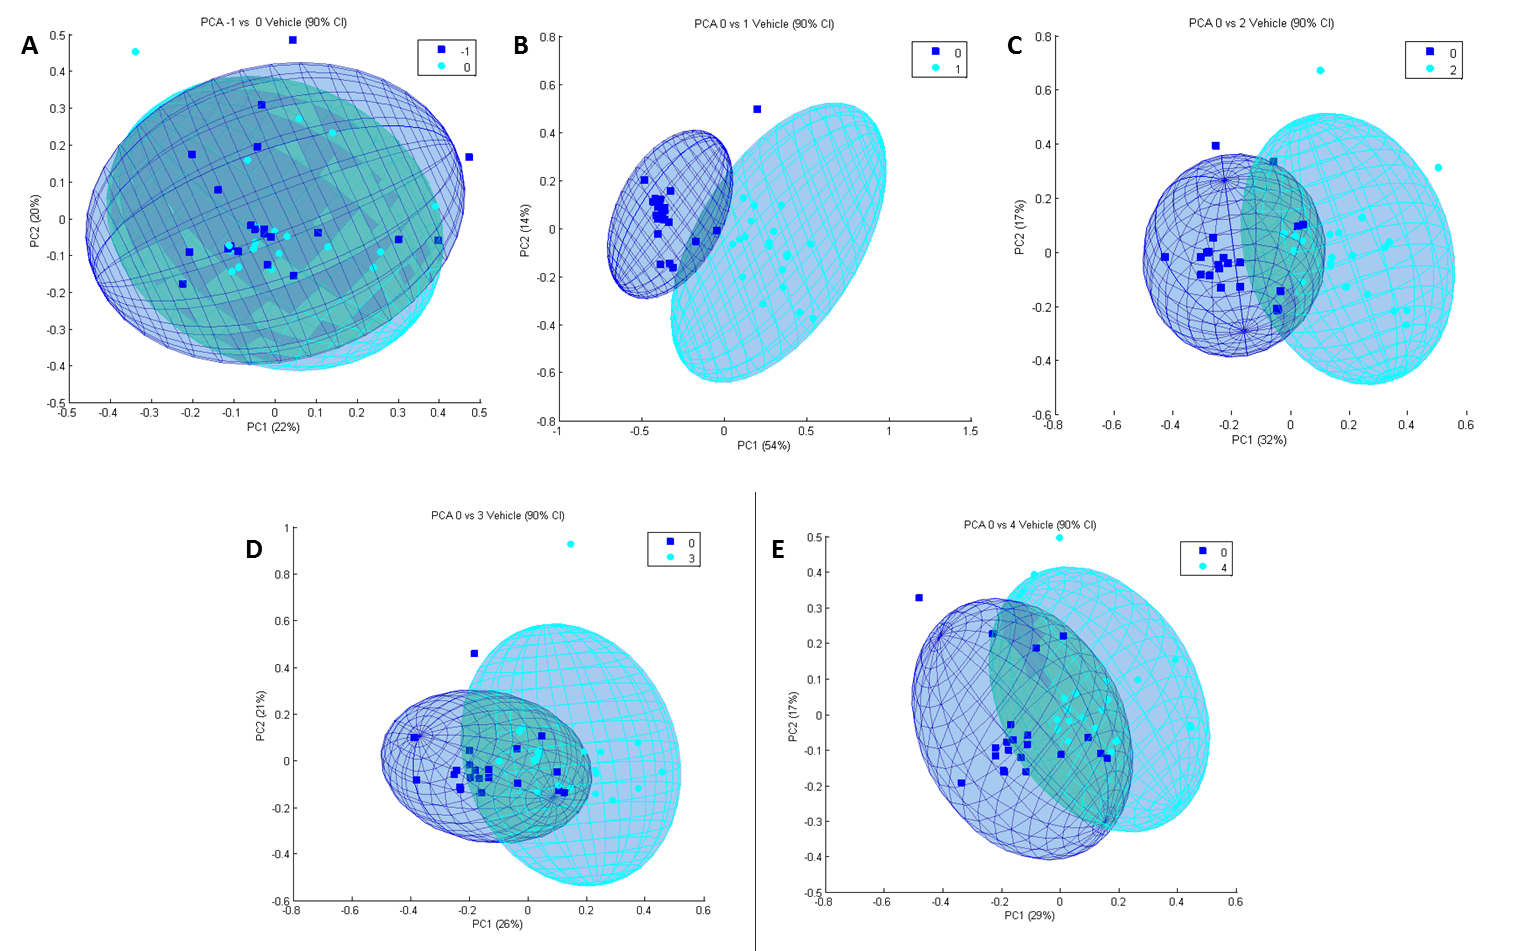 A
PCA -1 vs 0 Vehicle (90% CI)
-1
0
0.5
0.4
0.3
0.2
0.1
0
-0.1
-0.2
-0.3
-0.4
-0.5
PC2 (20%)
-0.5 -0.4 -0.3 -0.2 -0.1 0 0.1 0.2 0.3 0.4 0.5
PC1 (22%)
B
PCA 0 vs 1 Vehicle (90% CI)
0
1
0.8
0.6
0.4
0.2
0
-0.2
-0.4
-0.6
-0.8
PC2 (14%)
-1 -0.5 0 0.5 1 1.5
PC1 (54%)
C
PCA 0 vs 2 Vehicle (90% CI)
0
2
0.8
0.6
0.4
0.2
0
-0.2
-0.4
-0.6
PC2 (17%)
-0.8 -0.6 -0.4 -0.2 0 0.2 0.4 0.6
PC1 (32%)
D
PCA 0 vs 3 Vehicle (90% CI)
0
3
1
0.8
0.6
0.4
0.2
0
-0.2
-0.4
-0.6
PC2 (21%)
-0.8 -0.6 -0.4 -0.2 0 0.2 0.4 0.6
PC1 (26%)
E
PCA 0 vs 4 Vehicle (90% CI)
0
4
0.5
0.4
0.3
0.2
0.1
0
-0.1
-0.2
-0.3
-0.4
-0.5
PC2 (17%)
-0.8 -0.6 -0.4 -0.2 0 0.2 0.4 0.6
PC1 (29%)